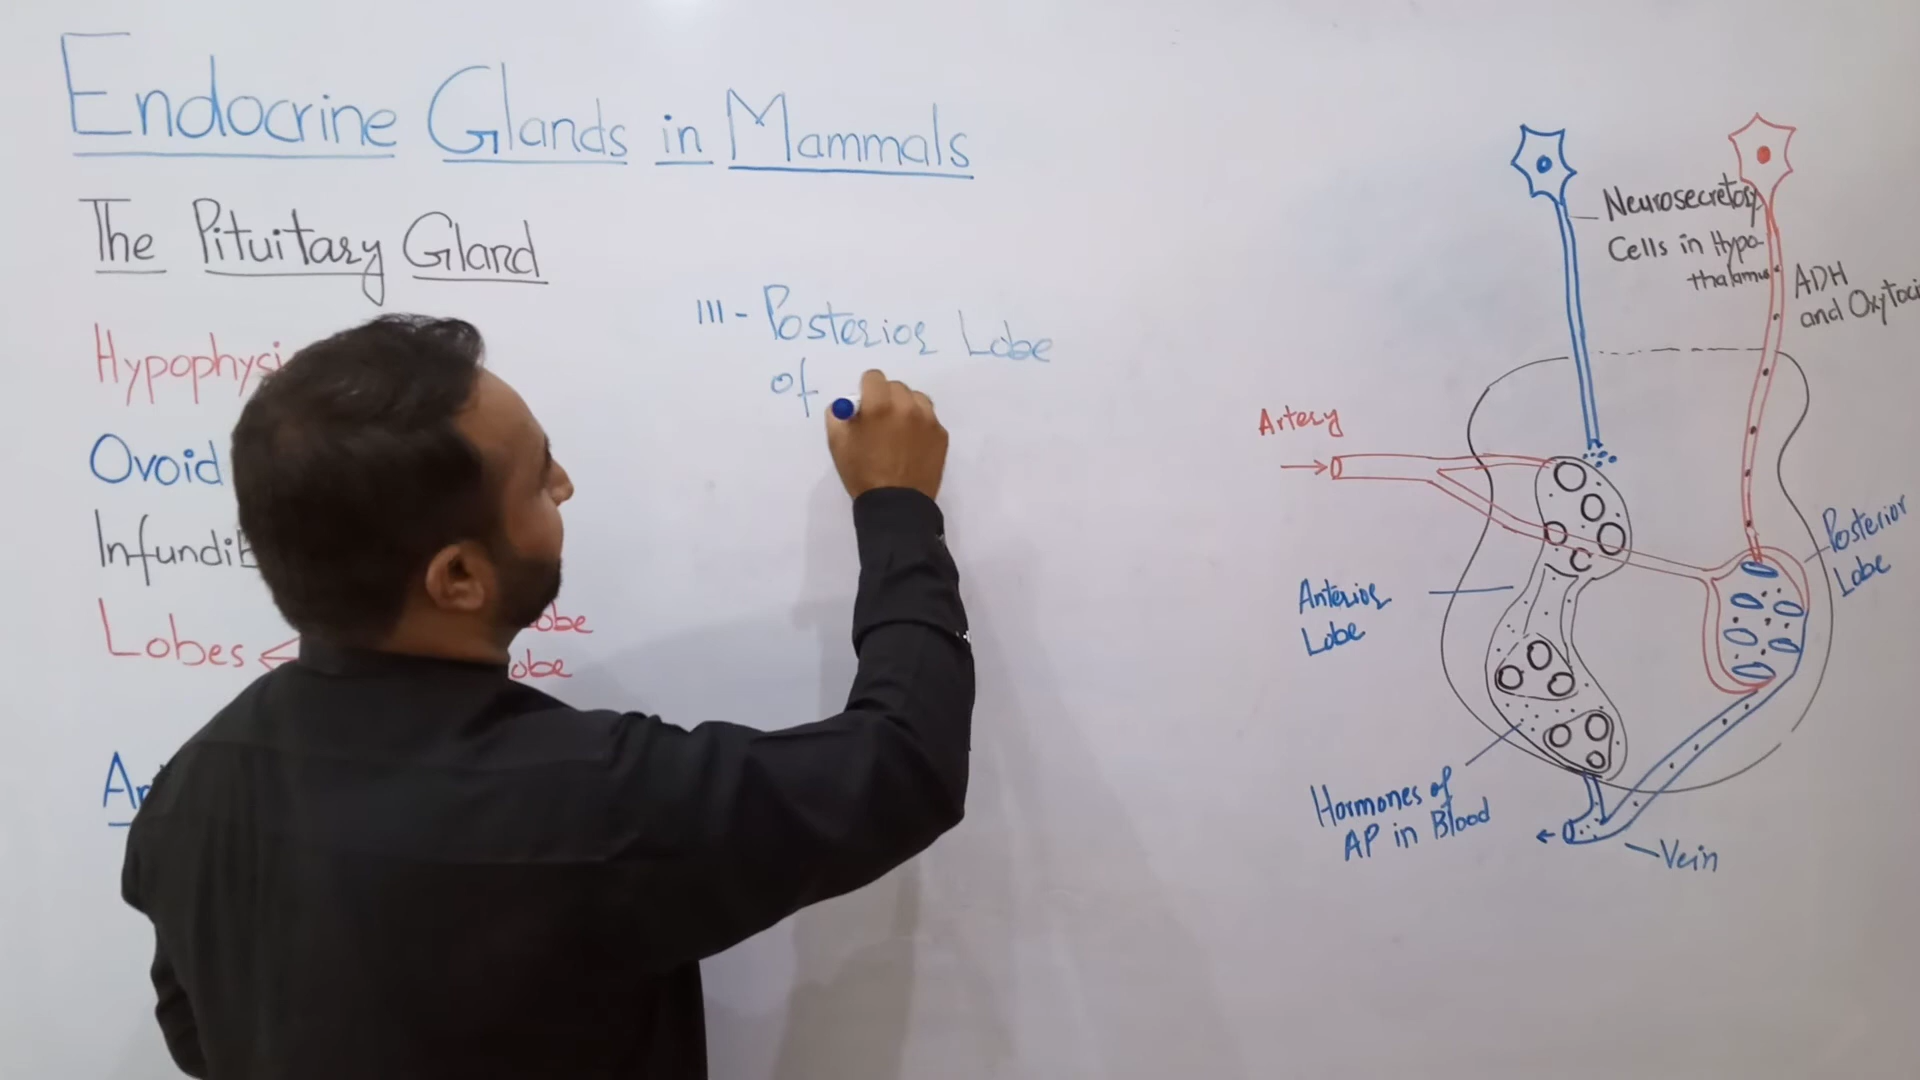 Endocrine Glands in Mammals
The Pituitary Gland
Hypophysi
Ovoid
Infundib
Lobes
obe
obe
III - Posterior Lobe
of
Neurosecretory
Cells in Hypo-
thalamus
ADH
and Oxytoci
Artery
Posterior
Lobe
Anterior
Lobe
Hormones of
AP in Blood
Vein